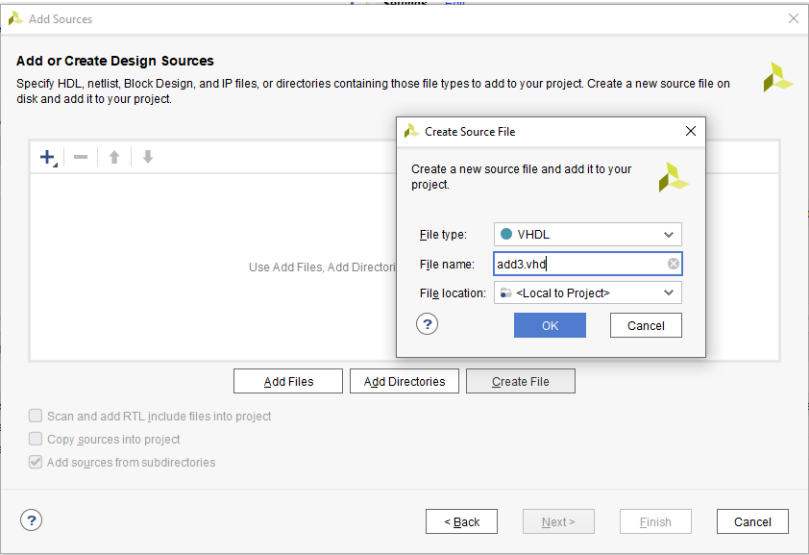 Settings Edit
Add Sources
Add or Create Design Sources
Specify HDL, netlist, Block Design, and IP files, or directories containing those file types to add to your project. Create a new source file on
disk and add it to your project.
Create Source File
Create a new source file and add it to your
project.
File type: VHDL
File name: add3.vhd
File location: <Local to Project>
? OK Cancel
Use Add Files, Add Directori
Add Files Add Directories Create File
Scan and add RTL include files into project
Copy sources into project
Add sources from subdirectories
? < Back Next > Finish Cancel